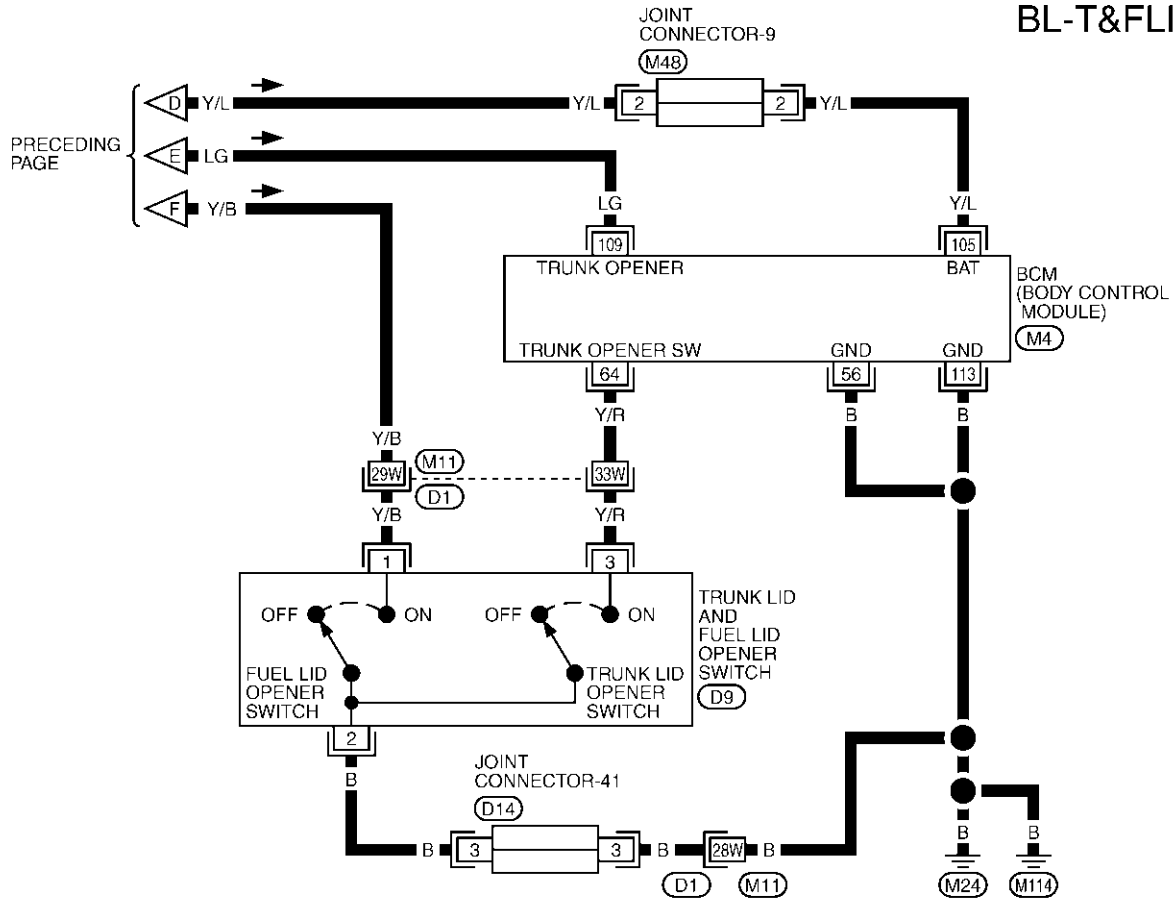 BL-T&FLI
JOINT
CONNECTOR-9
M48
D Y/L Y/L 2 2 Y/L
PRECEDING
PAGE
E LG
F Y/B
LG Y/L
109 105
TRUNK OPENER BAT
BCM
(BODY CONTROL
MODULE)
M4
TRUNK OPENER SW GND GND
64 56 113
Y/R B B
Y/B
29W M11 33W
D1
Y/B Y/R
1 3
OFF ON OFF ON
TRUNK LID
AND
FUEL LID
OPENER
SWITCH
D9
FUEL LID
OPENER
SWITCH
TRUNK LID
OPENER
SWITCH
2
B
JOINT
CONNECTOR-41
D14
B 3 3 B 28W B
D1 M11
B B
M24 M114